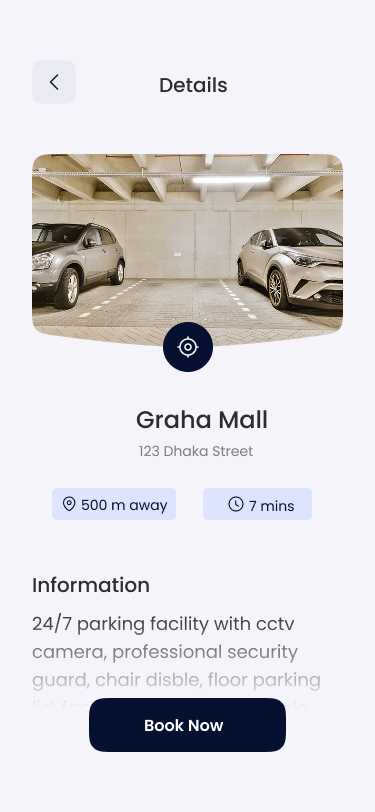 Details
Graha Mall
123 Dhaka Street
500 m away
7 mins
Information
24/7 parking facility with cctv
camera, professional security
guard, chair disble, floor parking
Book Now